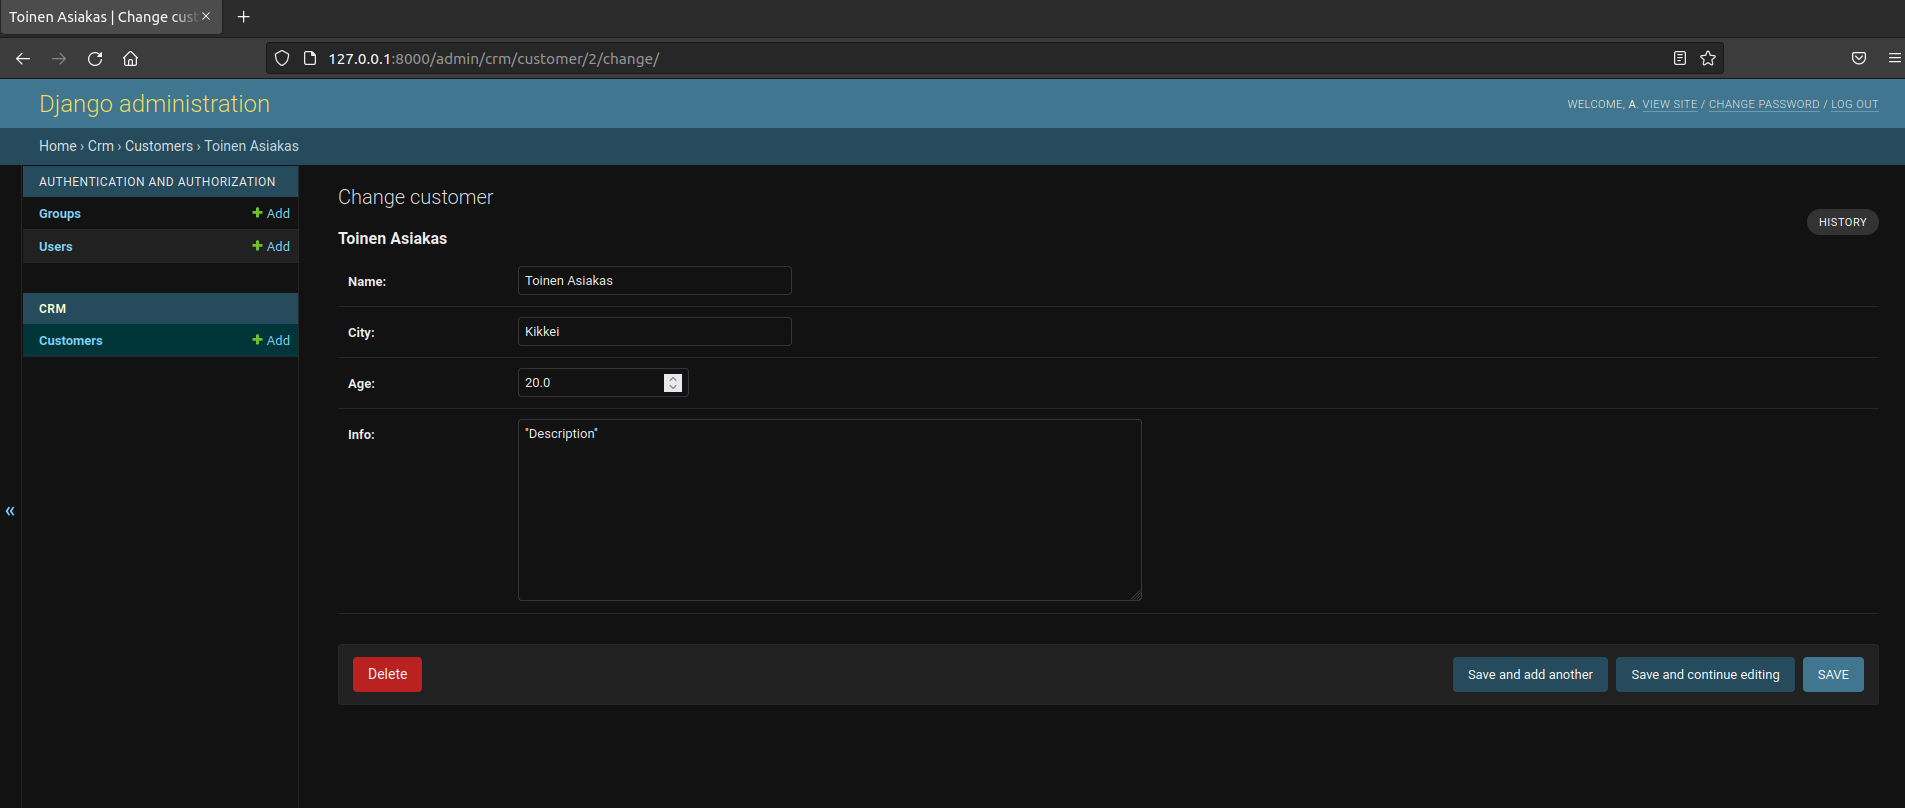 Toinen Asiakas | Change cus
127.0.0.1:8000/admin/crm/customer/2/change/
Django administration
WELCOME, A. VIEW SITE / CHANGE PASSWORD / LOG OUT
Home › Crm › Customers › Toinen Asiakas
AUTHENTICATION AND AUTHORIZATION
Groups + Add
Users + Add
CRM
Customers + Add
«
Change customer
HISTORY
Toinen Asiakas
Name: Toinen Asiakas
City: Kikkei
Age: 20.0
Info: "Description"
Delete
Save and add another
Save and continue editing
SAVE